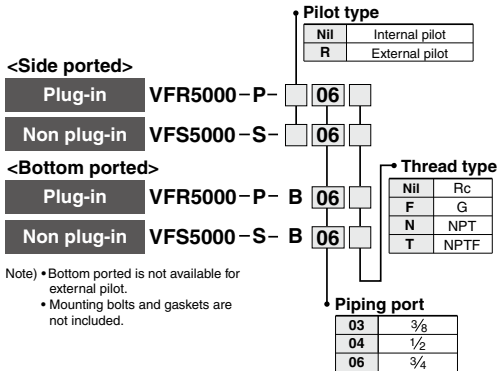 Pilot type
Nil Internal pilot
R External pilot
<Side ported>
Plug-in VFR5000-P- 06
Non plug-in VFS5000-S- 06
<Bottom ported>
Plug-in VFR5000-P- B 06
Non plug-in VFS5000-S- B 06
Thread type
Nil Rc
F G
N NPT
T NPTF
Note) • Bottom ported is not available for
external pilot.
• Mounting bolts and gaskets are
not included.
Piping port
03 3/8
04 1/2
06 3/4